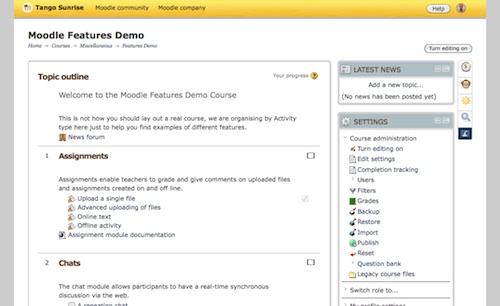 Tango Sunrise Moodle community Moodle company Help
Moodle Features Demo
Home → Courses → Miscellaneous → Features Demo
Turn editing on
Topic outline
Your progress
Welcome to the Moodle Features Demo Course
This is not how you should lay out a real course, we are organising by Activity
type here just to help you find examples of different features.
News forum
1 Assignments
Assignments enable teachers to grade and give comments on uploaded files
and assignments created on and off line.
Upload a single file
Advanced uploading of files
Online text
Offline activity
Assignment module documentation
2 Chats
The chat module allows participants to have a real-time synchronous
discussion via the web.
A repeating chat
LATEST NEWS
Add a new topic...
(No news has been posted yet)
SETTINGS
Course administration
Turn editing on
Edit settings
Completion tracking
Users
Filters
Grades
Backup
Restore
Import
Publish
Reset
Question bank
Legacy course files
Switch role to...
My profile settings